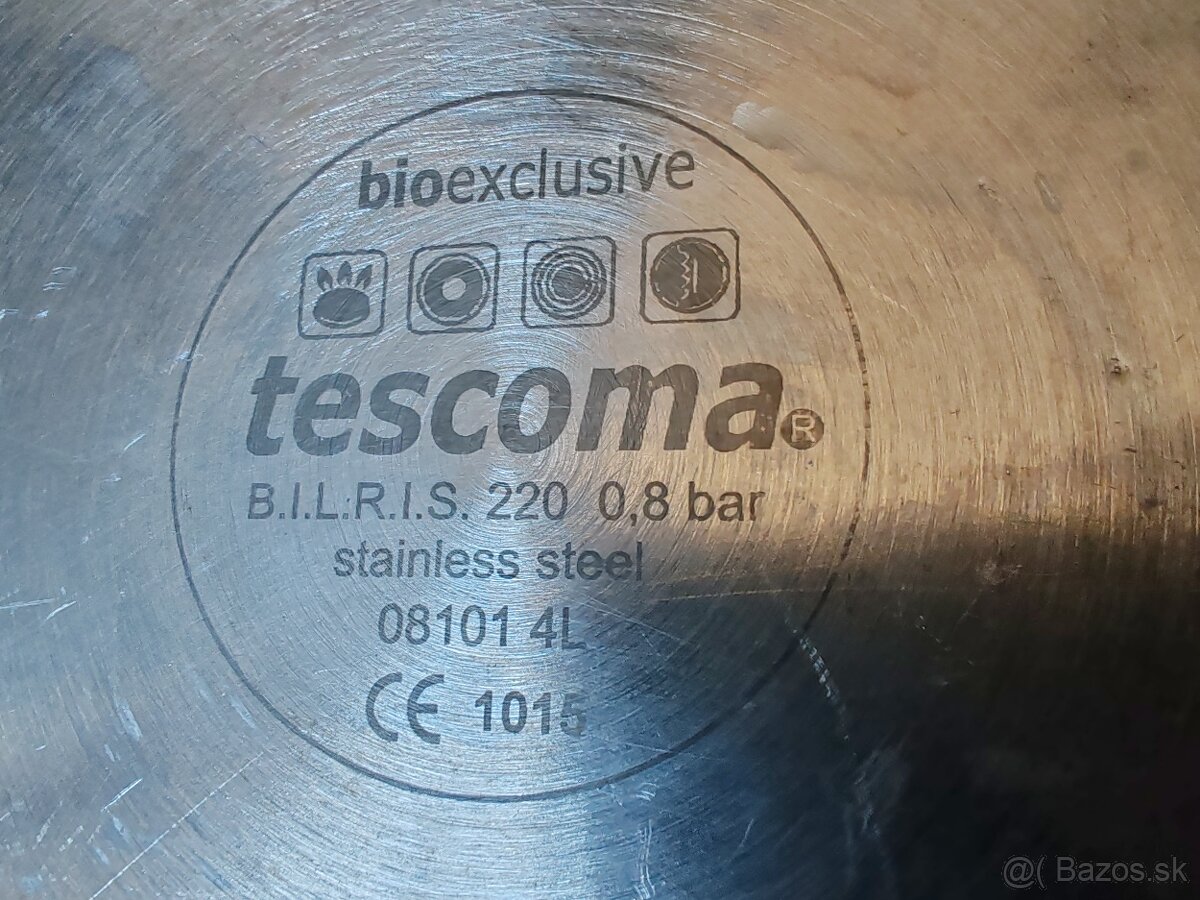 bioexclusive
tescoma®
B.I.L.R.I.S. 220 0,8 bar
stainless steel
08101 4L
CE 1015
@( Bazos.sk